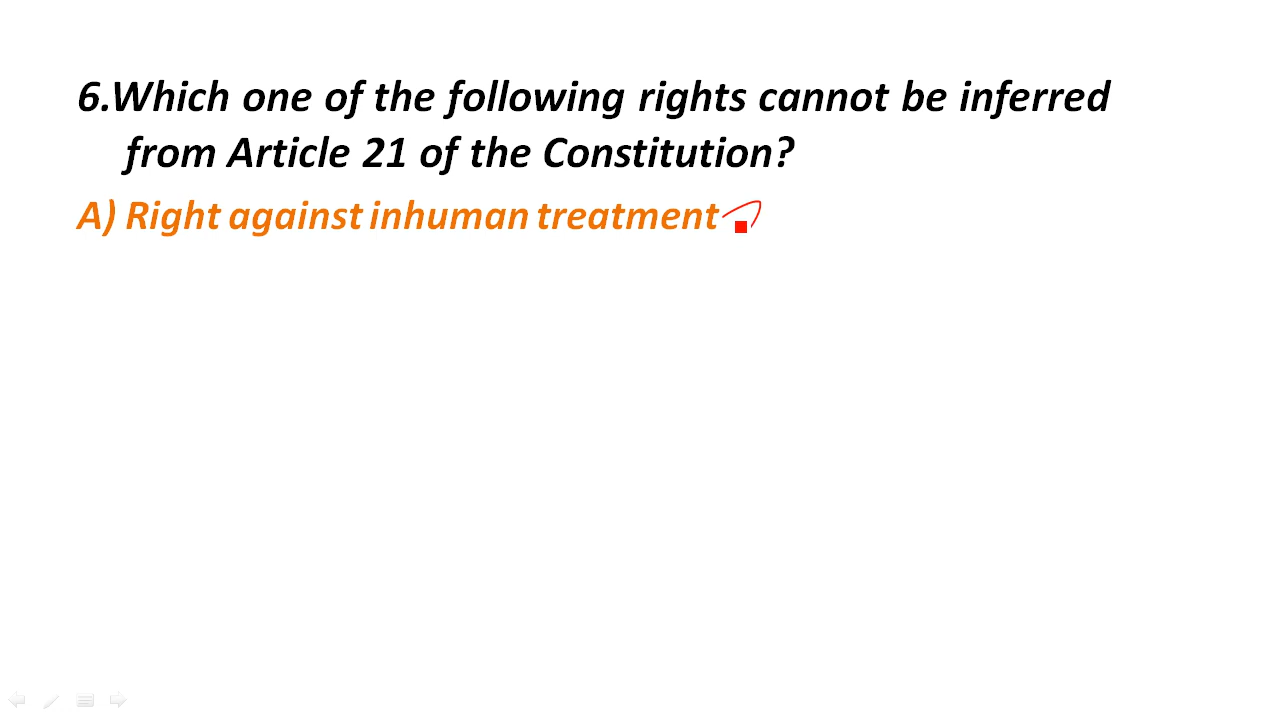 6.Which one of the following rights cannot be inferred
from Article 21 of the Constitution?
A) Right against inhuman treatment